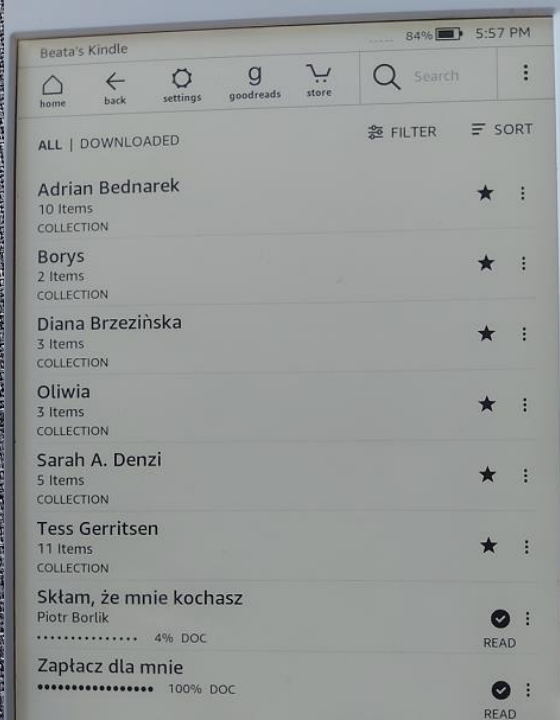 Beata's Kindle 84% 5:57 PM
home back settings goodreads store Search
ALL | DOWNLOADED FILTER SORT
Adrian Bednarek
10 Items
COLLECTION
Borys
2 Items
COLLECTION
Diana Brzezińska
3 Items
COLLECTION
Oliwia
3 Items
COLLECTION
Sarah A. Denzi
5 Items
COLLECTION
Tess Gerritsen
11 Items
COLLECTION
Skłam, że mnie kochasz
Piotr Borlik
4% DOC READ
Zapłacz dla mnie
100% DOC
READ